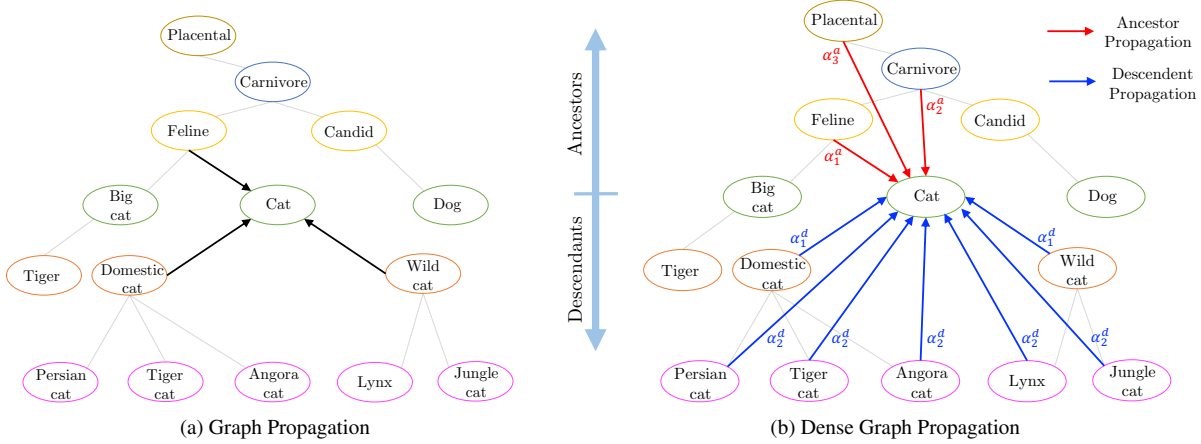 Placental
Carnivore
Feline
Candid
Big
cat
Cat
Dog
Tiger
Domestic
cat
Wild
cat
Persian
cat
Tiger
cat
Angora
cat
Lynx
Jungle
cat
(a) Graph Propagation
Ancestors
Descendants
Placental
Carnivore
Feline
Candid
Big
cat
Cat
Dog
Tiger
Domestic
cat
Wild
cat
Persian
cat
Tiger
cat
Angora
cat
Lynx
Jungle
cat
α₃ᵃ
α₂ᵃ
α₁ᵃ
α₁ᵈ
α₁ᵈ
α₂ᵈ
α₂ᵈ
α₂ᵈ
α₂ᵈ
α₂ᵈ
Ancestor
Propagation
Descendent
Propagation
(b) Dense Graph Propagation